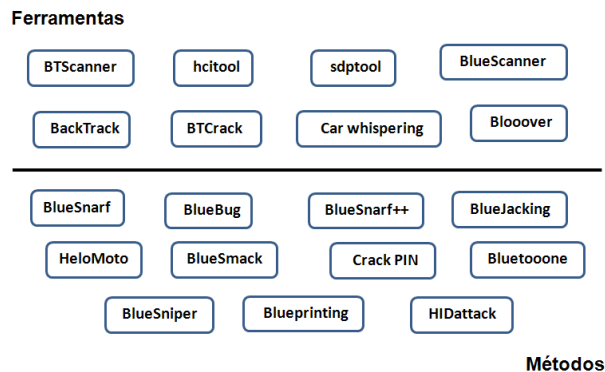 Ferramentas
BTScanner
hcitool
sdptool
BlueScanner
BackTrack
BTCrack
Car whispering
Blooover
BlueSnarf
BlueBug
BlueSnarf++
BlueJacking
HeloMoto
BlueSmack
Crack PIN
Bluetooone
BlueSniper
Blueprinting
HIDattack
Métodos